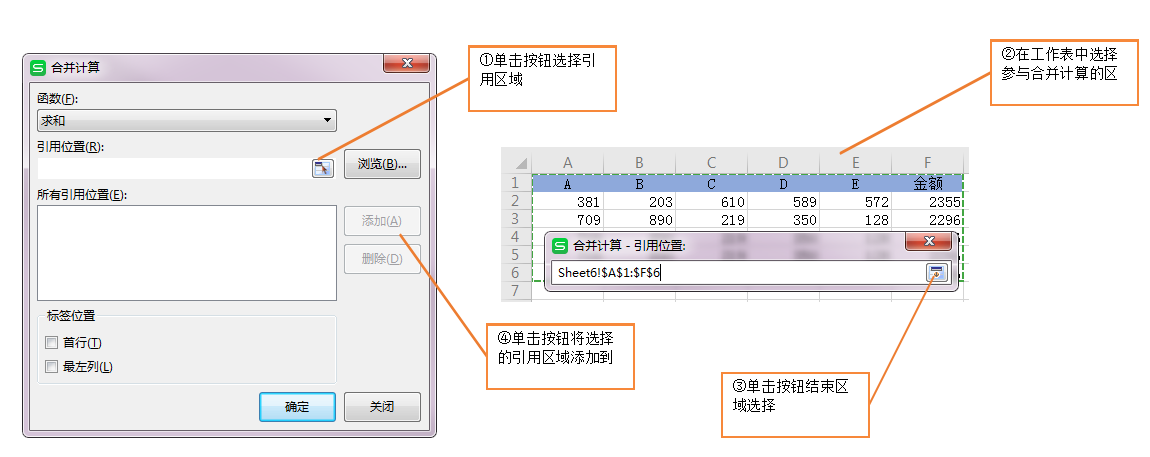 合并计算
函数(F):
求和
引用位置(R):
浏览(B)...
所有引用位置(E):
添加(A)
删除(D)
标签位置
首行(T)
最左列(L)
确定 关闭
①单击按钮选择引
用区域
②在工作表中选择
参与合并计算的区
A B C D E F
1 A B C D E 金额
2 381 203 610 589 572 2355
3 709 890 219 350 128 2296
4
5
6
7
合并计算 - 引用位置:
Sheet6!$A$1:$F$6
④单击按钮将选择
的引用区域添加到
③单击按钮结束区
域选择